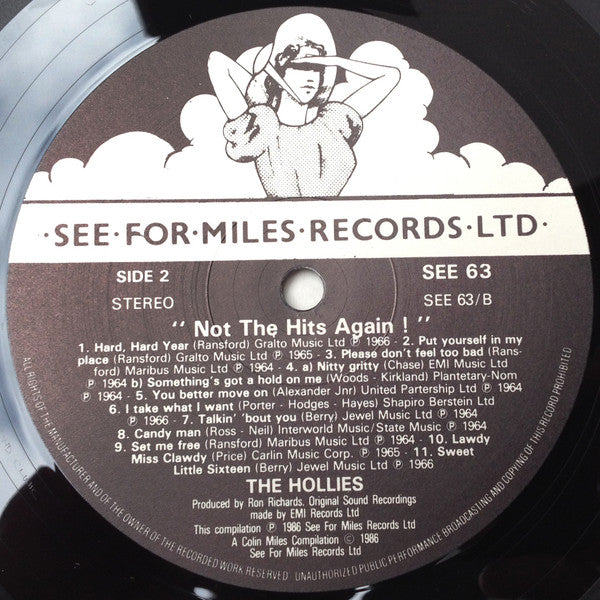 ·SEE·FOR·MILES·RECORDS·LTD·
SIDE 2
SEE 63
STEREO
SEE 63/B
“ Not The Hits Again ! ”
1. Hard, Hard Year (Ransford) Gralto Music Ltd Ⓟ 1966 - 2. Put yourself in my
place (Ransford) Gralto Music Ltd Ⓟ 1965 - 3. Please don't feel too bad (Rans-
ford) Maribus Music Ltd Ⓟ 1964 - 4. a) Nitty gritty (Chase) EMI Music Ltd
Ⓟ 1964 b) Something's got a hold on me (Woods - Kirkland) Planetary-Nom
Ⓟ 1964 - 5. You better move on (Alexander Jnr) United Partership Ltd Ⓟ 1964
6. I take what I want (Porter - Hodges - Hayes) Shapiro Berstein Ltd
Ⓟ 1966 - 7. Talkin' 'bout you (Berry) Jewel Music Ltd Ⓟ 1964
8. Candy man (Ross - Neil) Interworld Music/State Music Ⓟ 1964
9. Set me free (Ransford) Maribus Music Ltd Ⓟ 1964 - 10. Lawdy
Miss Clawdy (Price) Carlin Music Corp. Ⓟ 1965 - 11. Sweet
Little Sixteen (Berry) Jewel Music Ltd Ⓟ 1966
THE HOLLIES
Produced by Ron Richards, Original Sound Recordings
made by EMI Records Ltd
This compilation Ⓟ 1986 See For Miles Records Ltd
A Colin Miles Compilation © 1986
See For Miles Records Ltd
ALL RIGHTS OF THE MANUFACTURER AND OF THE OWNER OF THE RECORDED WORK RESERVED UNAUTHORIZED PUBLIC PERFORMANCE BROADCASTING AND COPYING OF THIS RECORD PROHIBITED